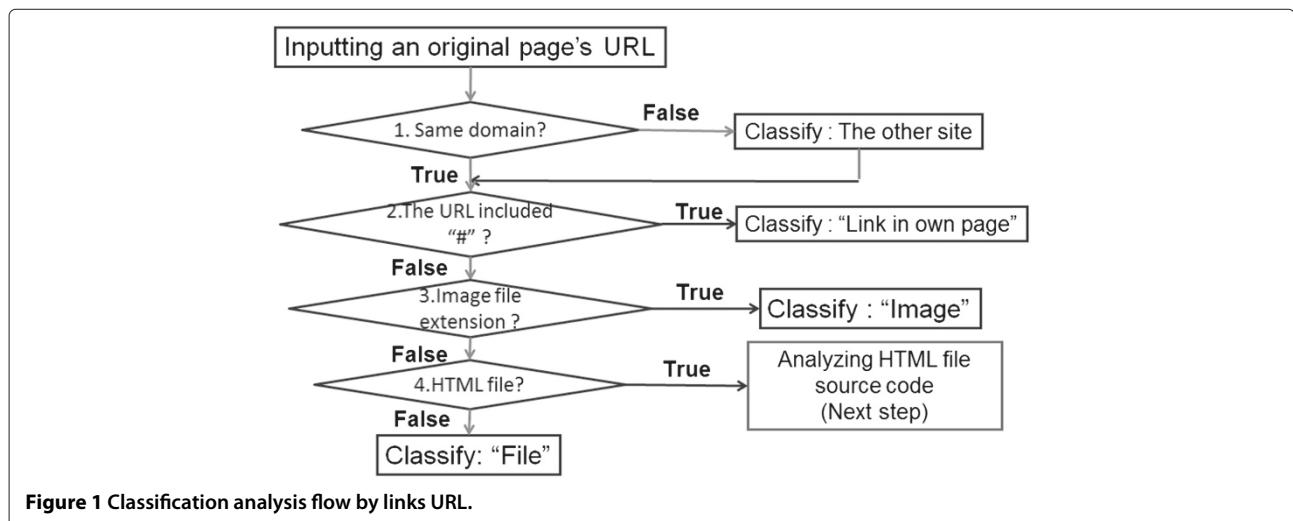 Inputting an original page's URL
1. Same domain?
False
Classify : The other site
True
2.The URL included
“#” ?
True
Classify : “Link in own page”
False
3.Image file
extension ?
True
Classify : “Image”
False
4.HTML file?
True
Analyzing HTML file
source code
(Next step)
False
Classify: “File”
Figure 1 Classification analysis flow by links URL.